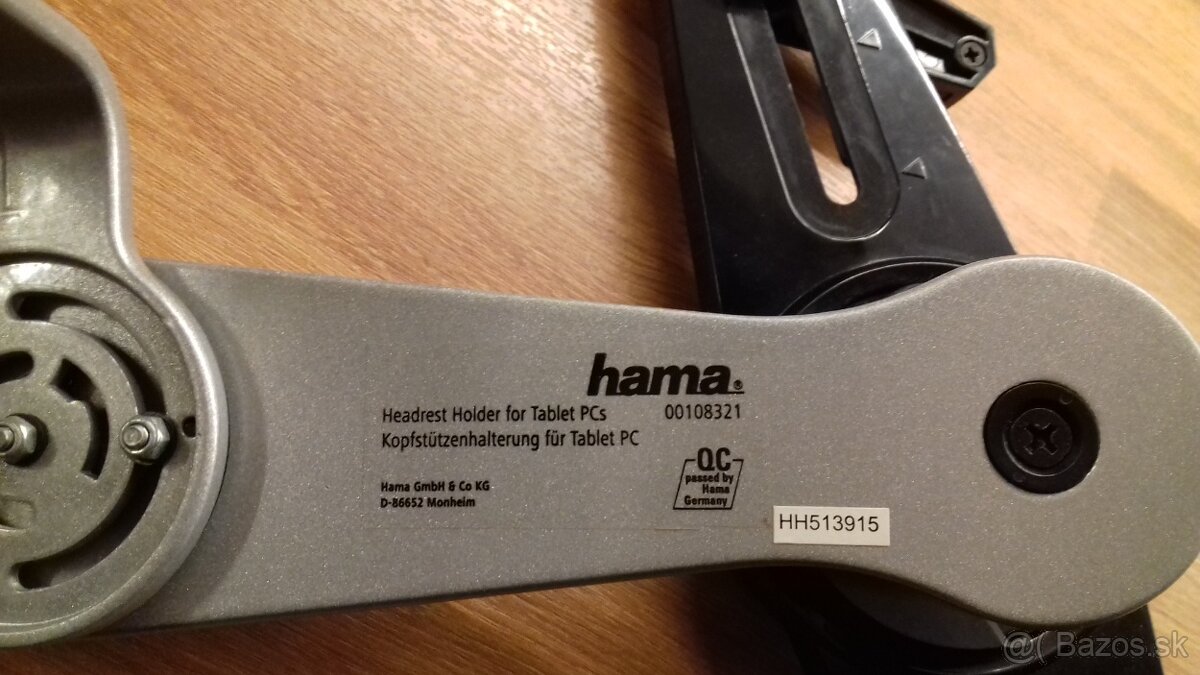 hama®
Headrest Holder for Tablet PCs 00108321
Kopfstützenhalterung für Tablet PC
Hama GmbH & Co KG
D-86652 Monheim
QC
passed by
Hama
Germany
HH513915
@( Bazos.sk